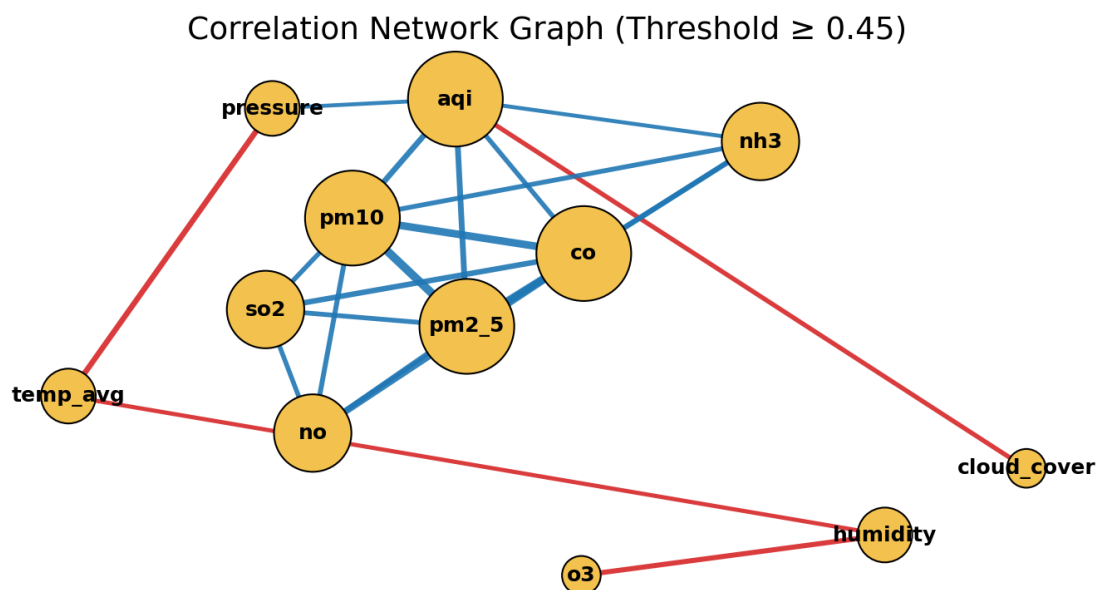 Correlation Network Graph (Threshold ≥ 0.45)
aqi
pressure
nh3
pm10
co
so2
pm2_5
temp_avg
no
cloud_cover
humidity
o3